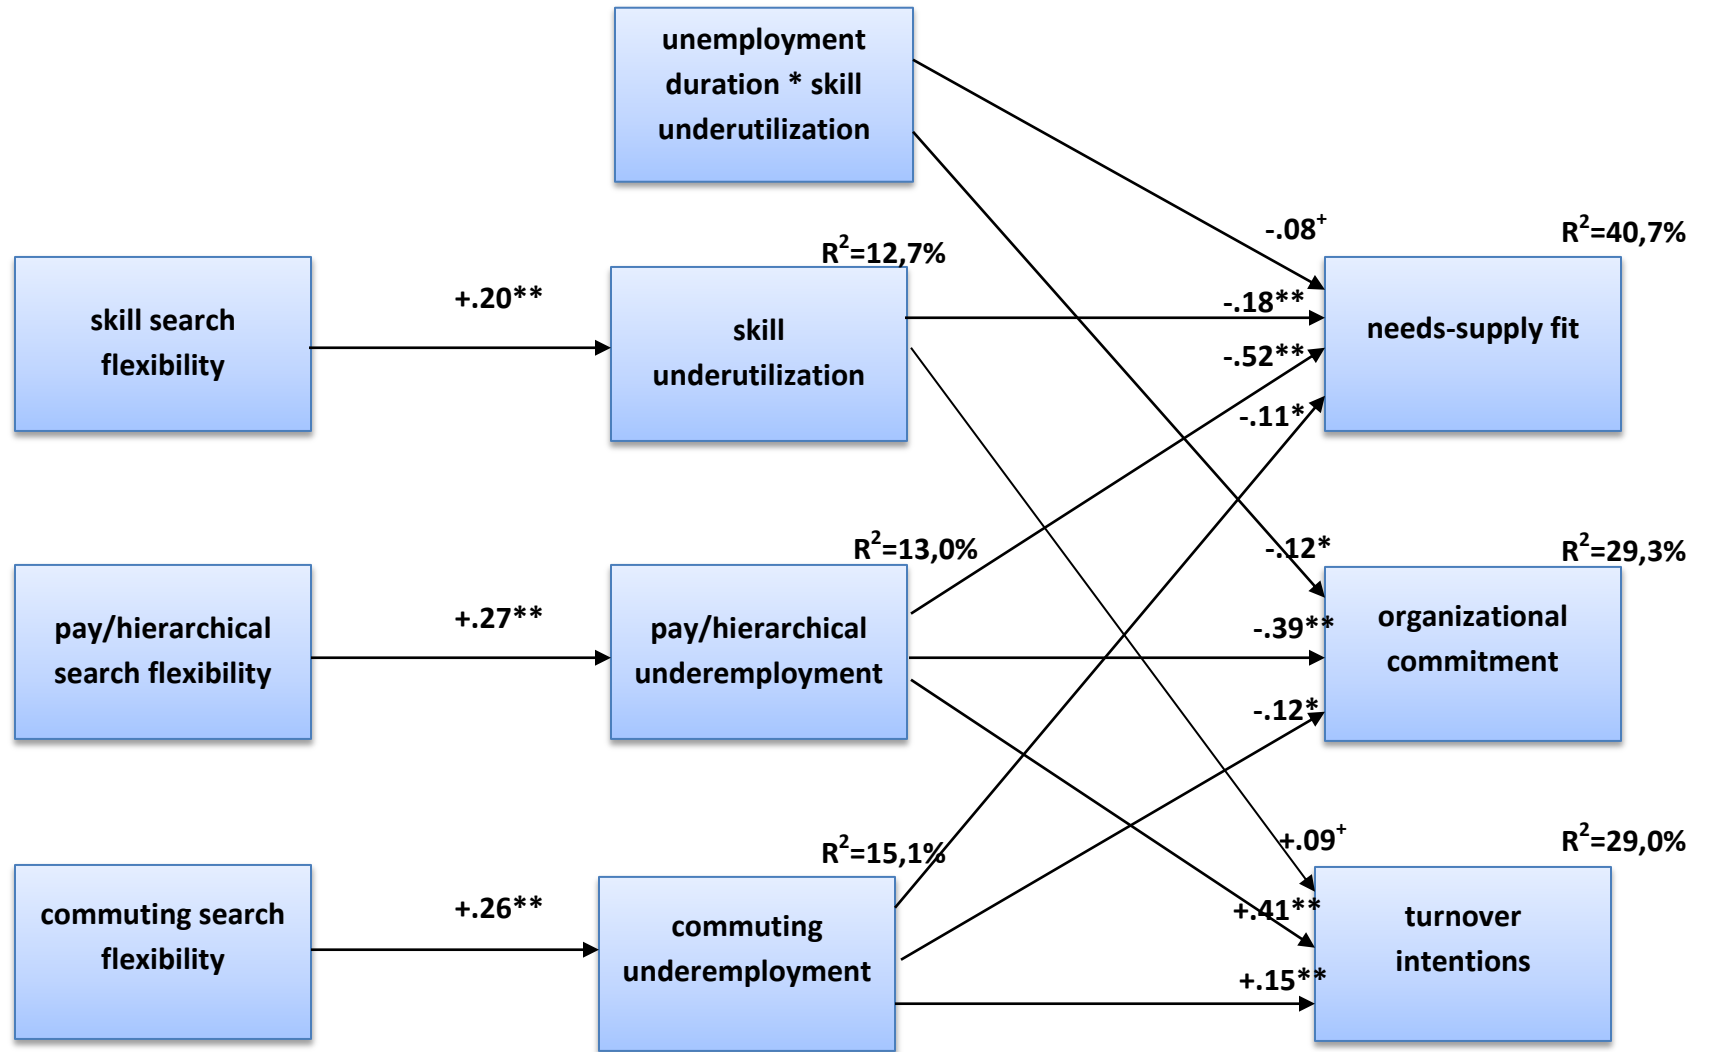 unemployment
duration * skill
underutilization
-.08⁺
R²=40,7%
R²=12,7%
skill search
flexibility
+.20**
skill
underutilization
-.18**
-.52**
-.11*
needs-supply fit
R²=13,0%
-.12*
R²=29,3%
pay/hierarchical
search flexibility
+.27**
pay/hierarchical
underemployment
-.39**
-.12*
organizational
commitment
R²=15,1%
+.09⁺
R²=29,0%
commuting search
flexibility
+.26**
commuting
underemployment
+.41**
+.15**
turnover
intentions